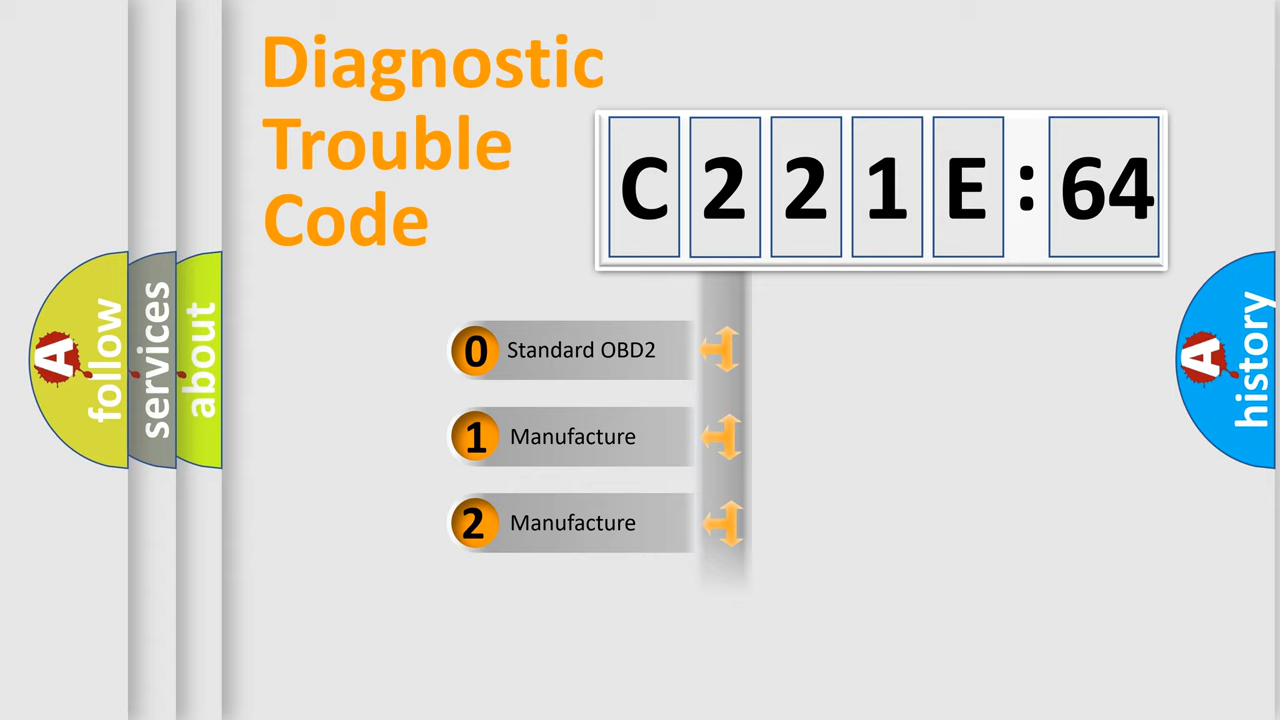 Diagnostic
Trouble
Code
C 2 2 1 E : 64
0 Standard OBD2
1 Manufacture
2 Manufacture
A follow
services
about
A history